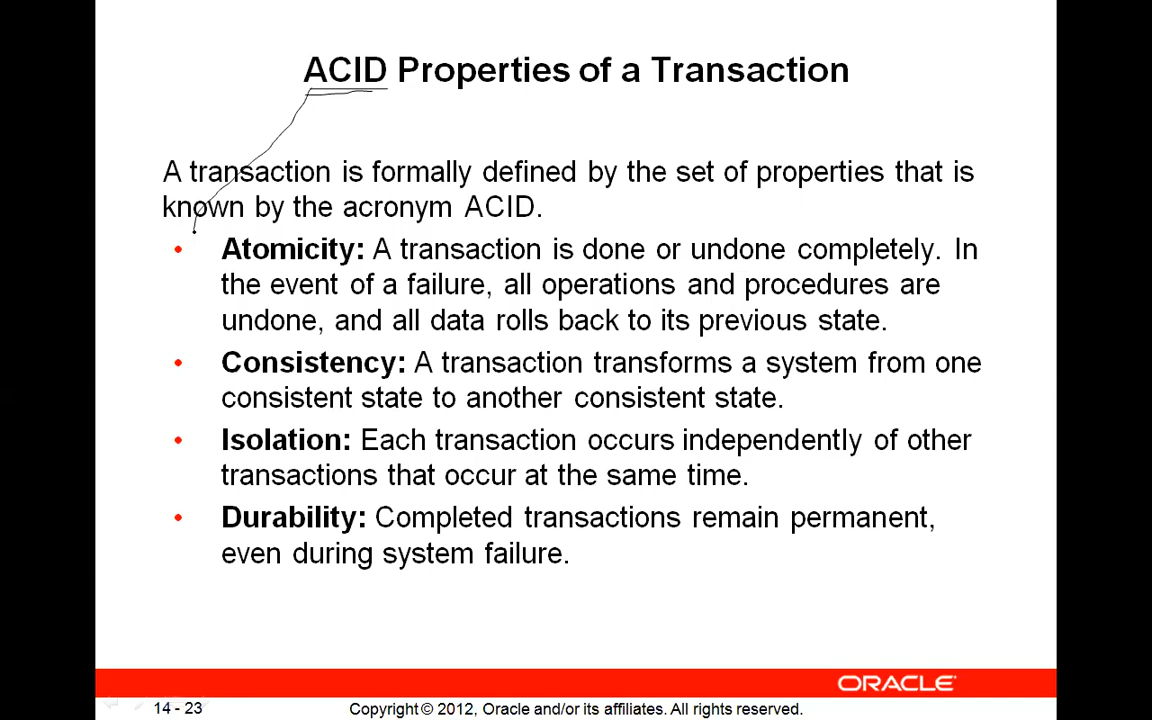 ACID Properties of a Transaction
A transaction is formally defined by the set of properties that is
known by the acronym ACID.
• Atomicity: A transaction is done or undone completely. In
the event of a failure, all operations and procedures are
undone, and all data rolls back to its previous state.
• Consistency: A transaction transforms a system from one
consistent state to another consistent state.
• Isolation: Each transaction occurs independently of other
transactions that occur at the same time.
• Durability: Completed transactions remain permanent,
even during system failure.
ORACLE
14 - 23 Copyright © 2012, Oracle and/or its affiliates. All rights reserved.